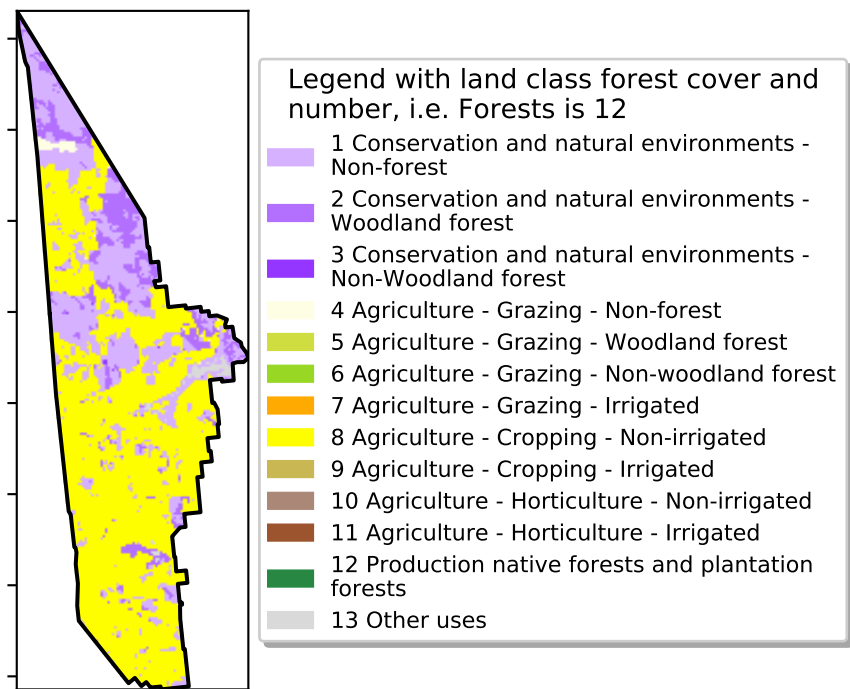 Legend with land class forest cover and
number, i.e. Forests is 12
1 Conservation and natural environments -
Non-forest
2 Conservation and natural environments -
Woodland forest
3 Conservation and natural environments -
Non-Woodland forest
4 Agriculture - Grazing - Non-forest
5 Agriculture - Grazing - Woodland forest
6 Agriculture - Grazing - Non-woodland forest
7 Agriculture - Grazing - Irrigated
8 Agriculture - Cropping - Non-irrigated
9 Agriculture - Cropping - Irrigated
10 Agriculture - Horticulture - Non-irrigated
11 Agriculture - Horticulture - Irrigated
12 Production native forests and plantation
forests
13 Other uses